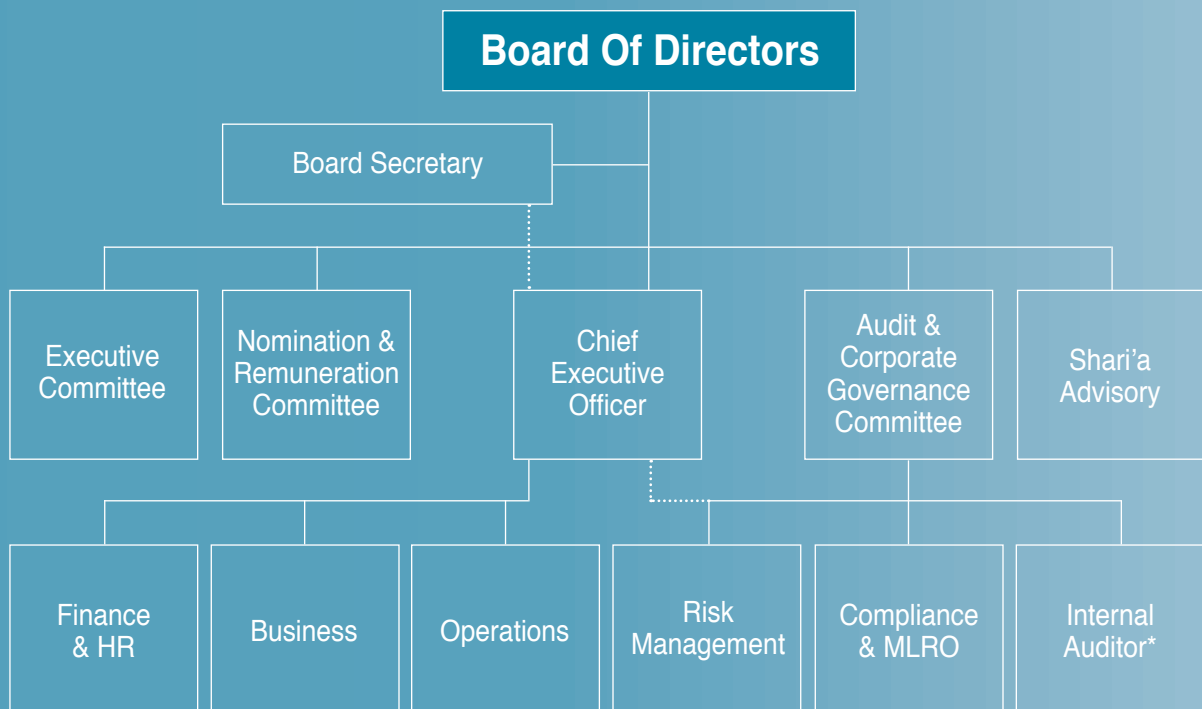 Board Of Directors
Board Secretary
Executive
Committee
Nomination &
Remuneration
Committee
Chief
Executive
Officer
Audit &
Corporate
Governance
Committee
Shari’a
Advisory
Finance
& HR
Business
Operations
Risk
Management
Compliance
& MLRO
Internal
Auditor*